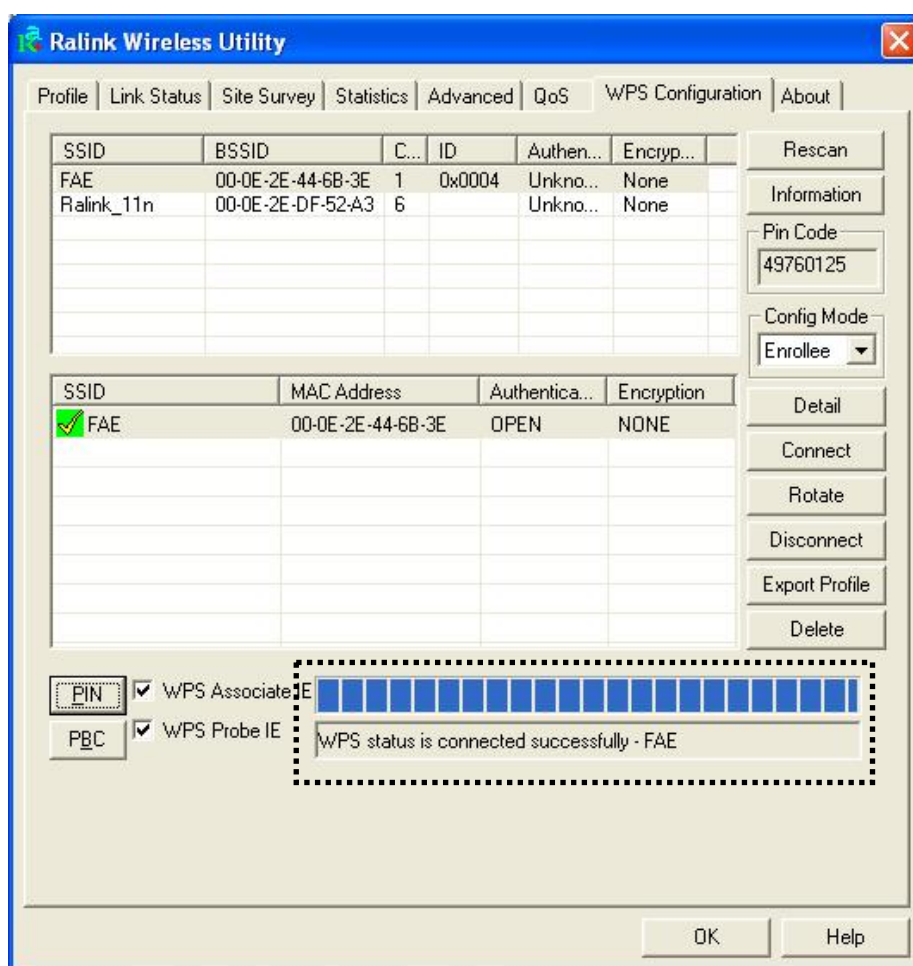 Ralink Wireless Utility
Profile Link Status Site Survey Statistics Advanced QoS WPS Configuration About
SSID BSSID C... ID Authen... Encryp...
FAE 00-0E-2E-44-6B-3E 1 0x0004 Unkno... None
Ralink_11n 00-0E-2E-DF-52-A3 6 Unkno... None
Rescan
Information
Pin Code
49760125
Config Mode
Enrollee
SSID MAC Address Authentica... Encryption
FAE 00-0E-2E-44-6B-3E OPEN NONE
Detail
Connect
Rotate
Disconnect
Export Profile
Delete
PIN WPS Associate IE
PBC WPS Probe IE
WPS status is connected successfully - FAE
OK Help